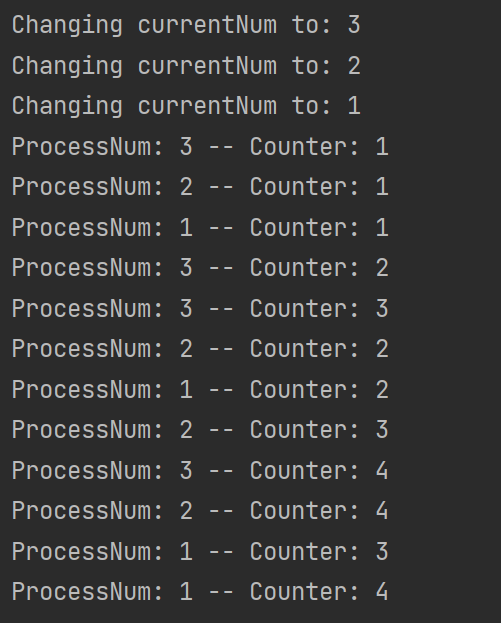 Changing currentNum to: 3
Changing currentNum to: 2
Changing currentNum to: 1
ProcessNum: 3 -- Counter: 1
ProcessNum: 2 -- Counter: 1
ProcessNum: 1 -- Counter: 1
ProcessNum: 3 -- Counter: 2
ProcessNum: 3 -- Counter: 3
ProcessNum: 2 -- Counter: 2
ProcessNum: 1 -- Counter: 2
ProcessNum: 2 -- Counter: 3
ProcessNum: 3 -- Counter: 4
ProcessNum: 2 -- Counter: 4
ProcessNum: 1 -- Counter: 3
ProcessNum: 1 -- Counter: 4